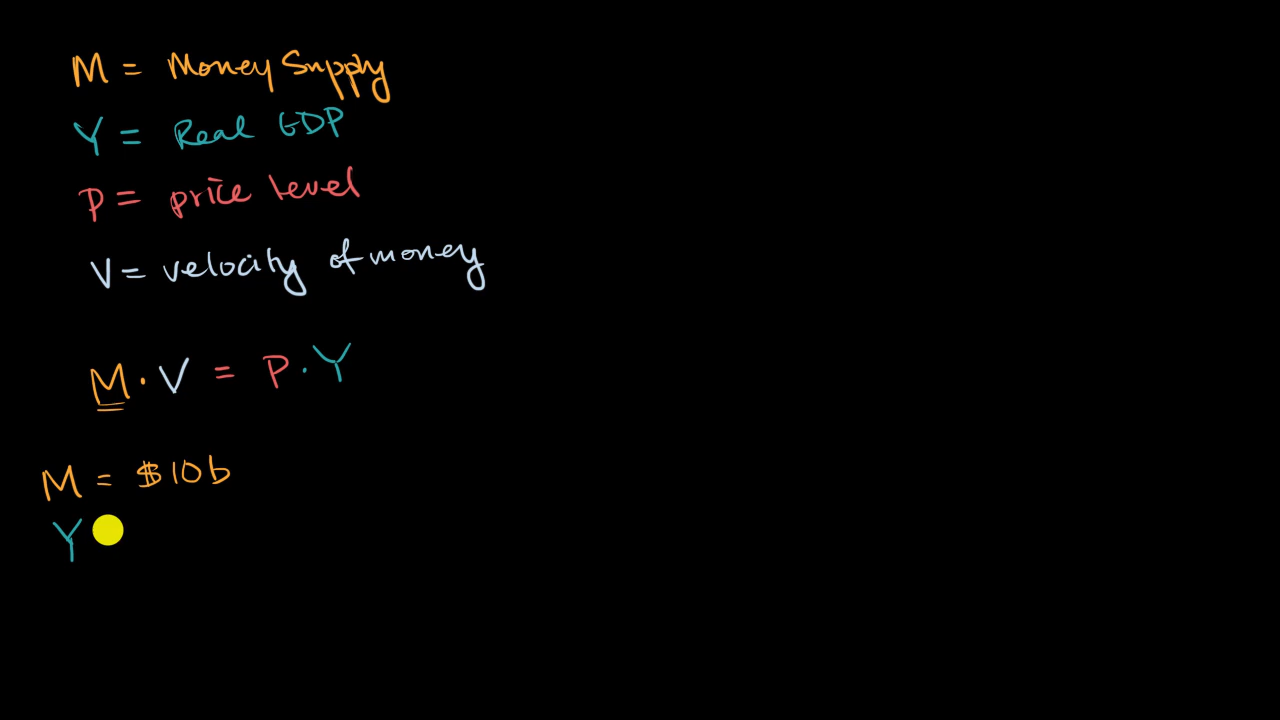 M = Money Supply
Y = Real GDP
P = price level
V = velocity of money
M · V = P · Y
M = $10b
Y